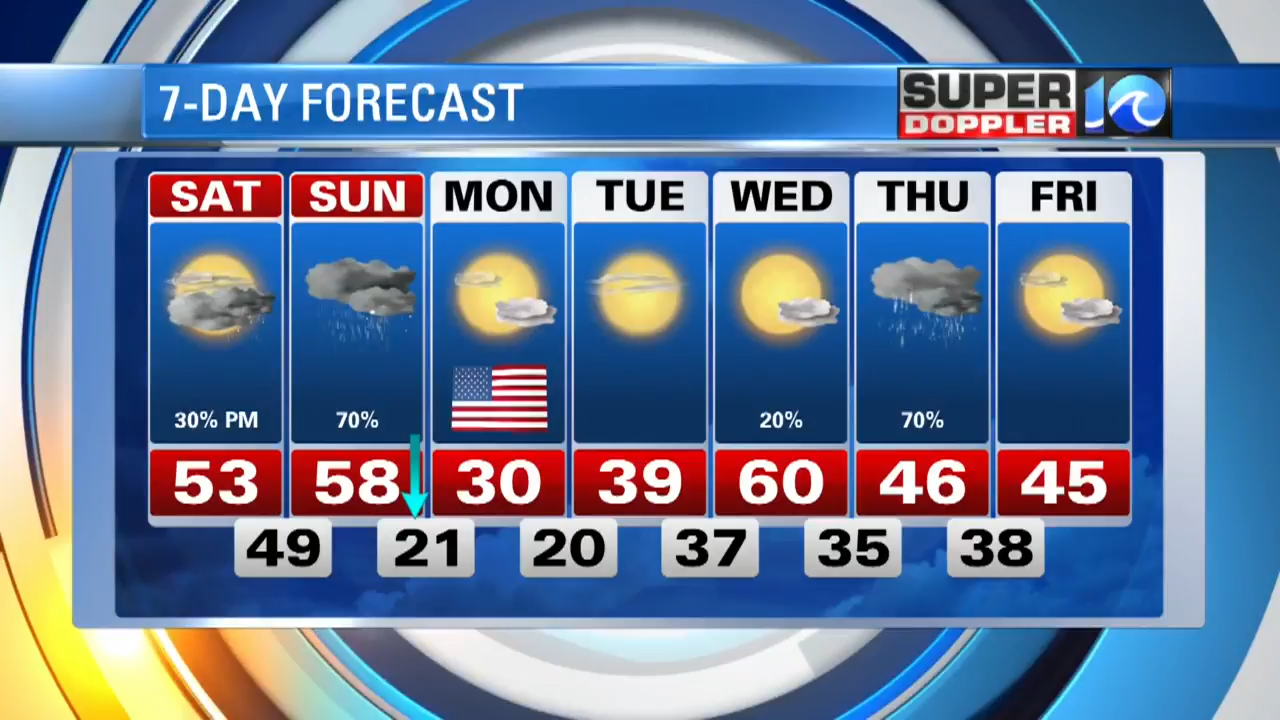 7-DAY FORECAST
SUPER
DOPPLER
10
SAT SUN MON TUE WED THU FRI
30% PM 70% 20% 70%
53 58 30 39 60 46 45
49 21 20 37 35 38